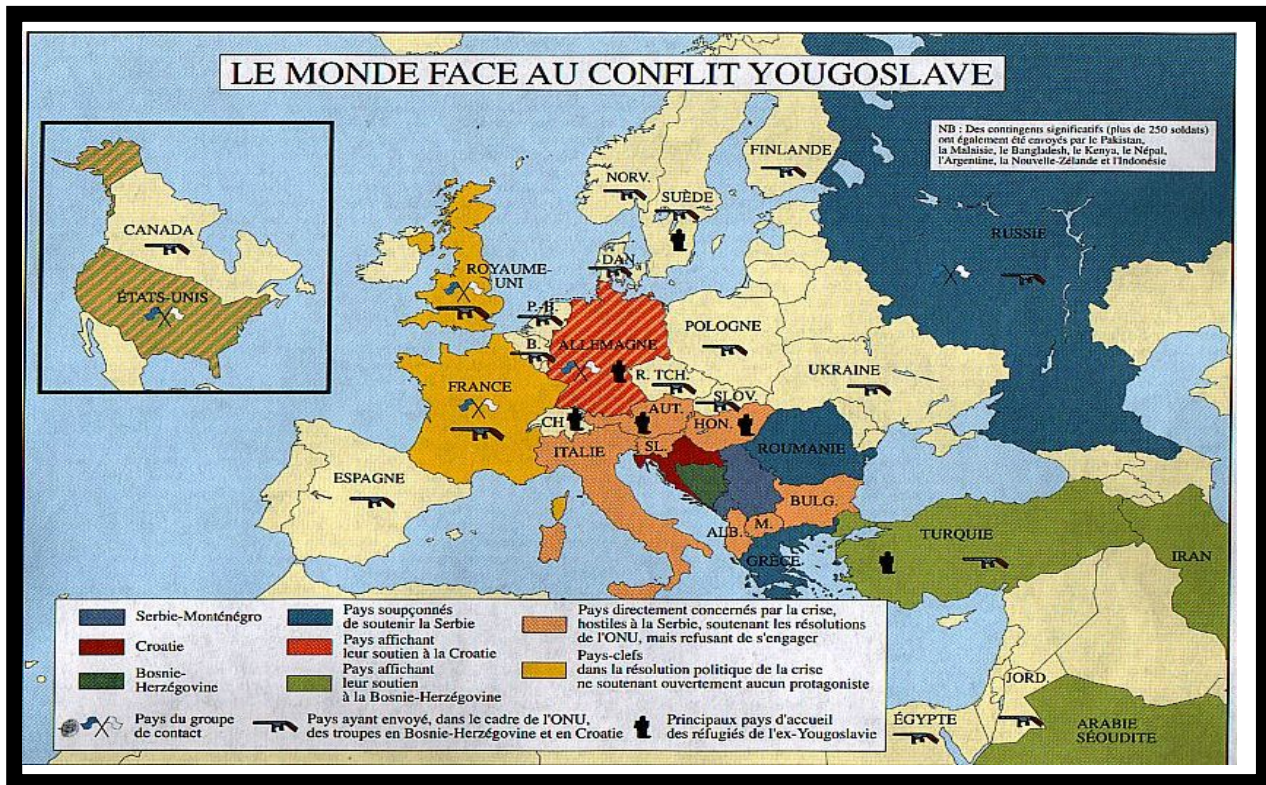 LE MONDE FACE AU CONFLIT YOUGOSLAVE
NB : Des contingents significatifs (plus de 250 soldats)
ont également été envoyés par le Pakistan,
la Malaisie, le Bangladesh, le Kenya, le Népal,
l'Argentine, la Nouvelle-Zélande et l'Indonésie
CANADA
ÉTATS-UNIS
FINLANDE
NORV.
SUÈDE
RUSSIE
DAN.
ROYAUME-
UNI
P.-B.
B.
ALLEMAGNE
POLOGNE
R. TCH.
UKRAINE
SLOV.
FRANCE
CH
AUT.
HON.
ITALIE
SL.
ROUMANIE
ESPAGNE
BULG.
ALB.
M.
GRÈCE
TURQUIE
IRAN
JORD.
ÉGYPTE
ARABIE
SÉOUDITE
Serbie-Monténégro
Croatie
Bosnie-
Herzégovine
Pays soupçonnés
de soutenir la Serbie
Pays affichant
leur soutien à la Croatie
Pays affichant
leur soutien
à la Bosnie-Herzégovine
Pays directement concernés par la crise,
hostiles à la Serbie, soutenant les résolutions
de l'ONU, mais refusant de s'engager
Pays-clefs
dans la résolution politique de la crise
ne soutenant ouvertement aucun protagoniste
Pays du groupe
de contact
Pays ayant envoyé, dans le cadre de l'ONU,
des troupes en Bosnie-Herzégovine et en Croatie
Principaux pays d'accueil
des réfugiés de l'ex-Yougoslavie